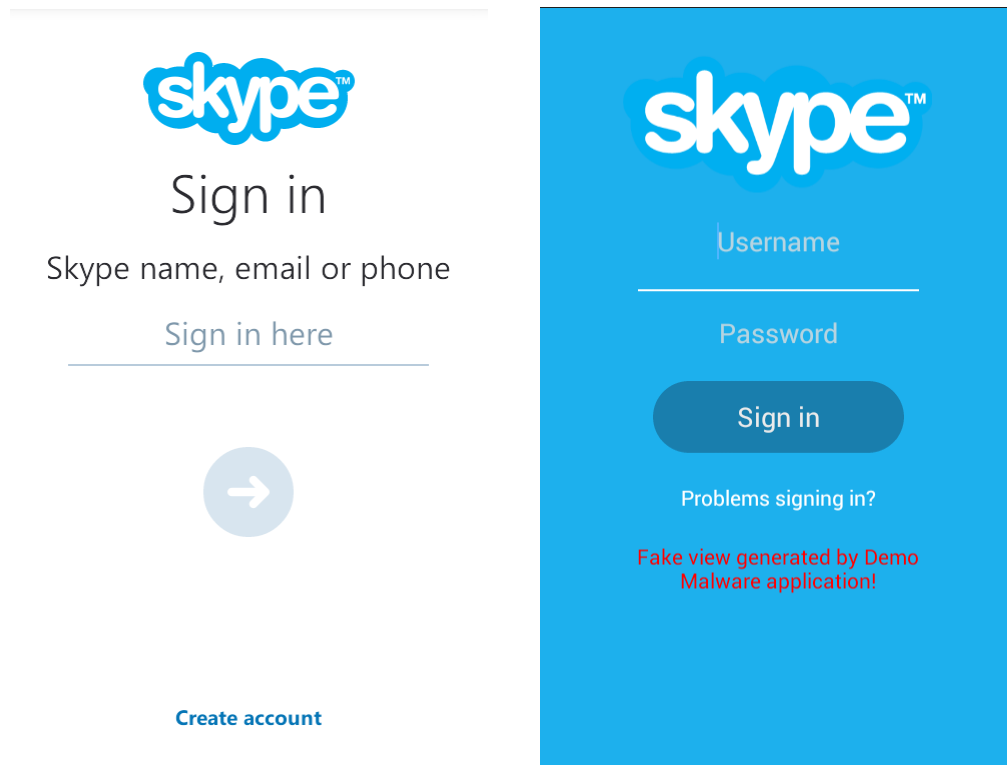 skype™
Sign in
Skype name, email or phone
Sign in here
Create account
skype™
Username
Password
Sign in
Problems signing in?
Fake view generated by Demo
Malware application!